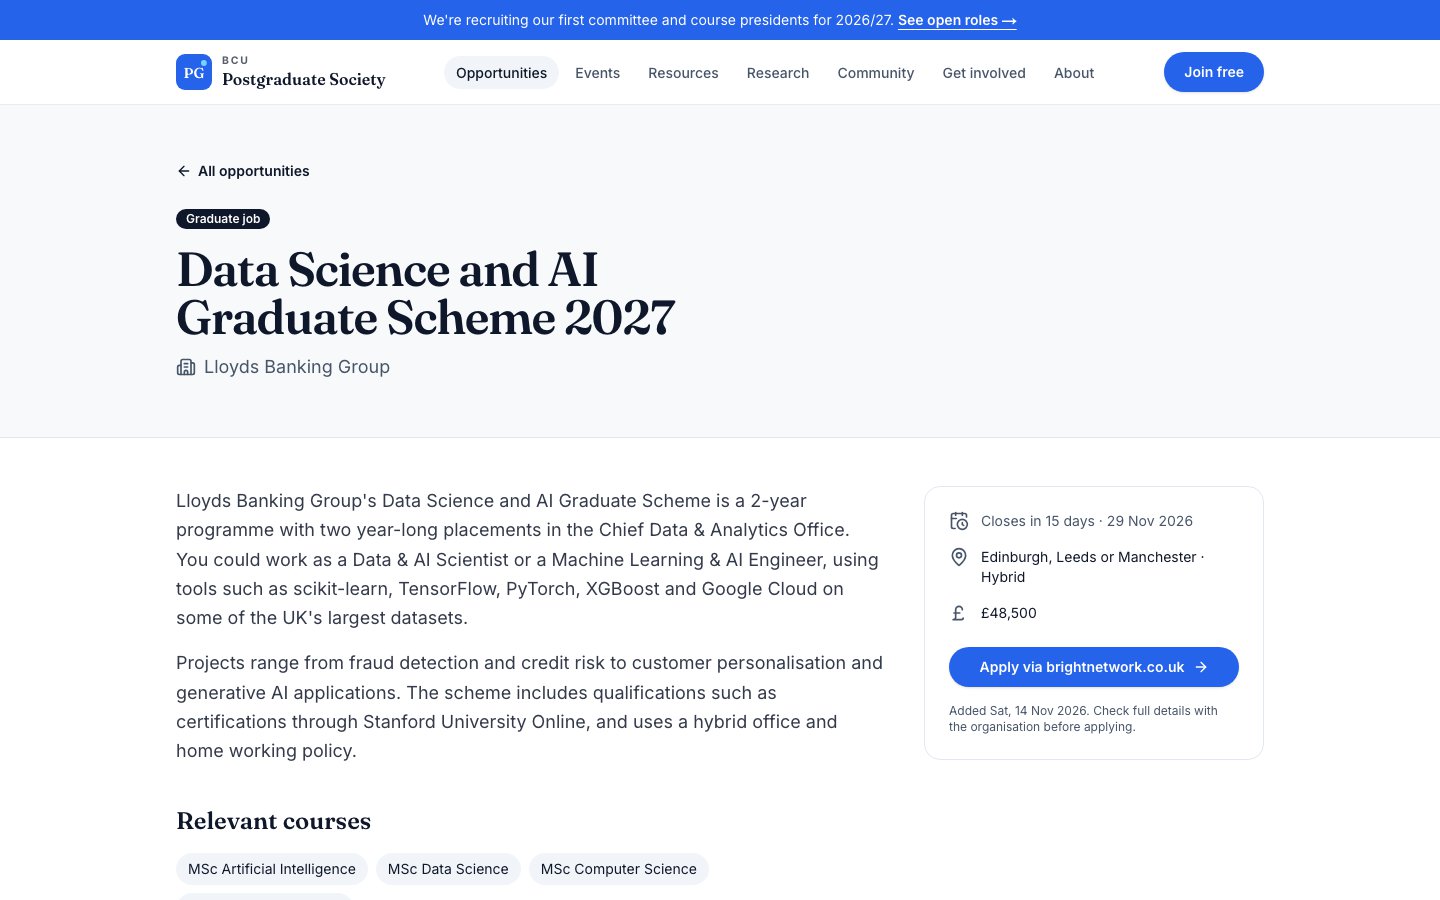 We're recruiting our first committee and course presidents for 2026/27. See open roles →
PG
BCU
Postgraduate Society
Opportunities
Events
Resources
Research
Community
Get involved
About
Join free
← All opportunities
Graduate job
Data Science and AI
Graduate Scheme 2027
Lloyds Banking Group
Lloyds Banking Group's Data Science and AI Graduate Scheme is a 2-year
programme with two year-long placements in the Chief Data & Analytics Office.
You could work as a Data & AI Scientist or a Machine Learning & AI Engineer, using
tools such as scikit-learn, TensorFlow, PyTorch, XGBoost and Google Cloud on
some of the UK's largest datasets.
Projects range from fraud detection and credit risk to customer personalisation and
generative AI applications. The scheme includes qualifications such as
certifications through Stanford University Online, and uses a hybrid office and
home working policy.
Relevant courses
MSc Artificial Intelligence
MSc Data Science
MSc Computer Science
Closes in 15 days · 29 Nov 2026
Edinburgh, Leeds or Manchester ·
Hybrid
£ £48,500
Apply via brightnetwork.co.uk →
Added Sat, 14 Nov 2026. Check full details with
the organisation before applying.